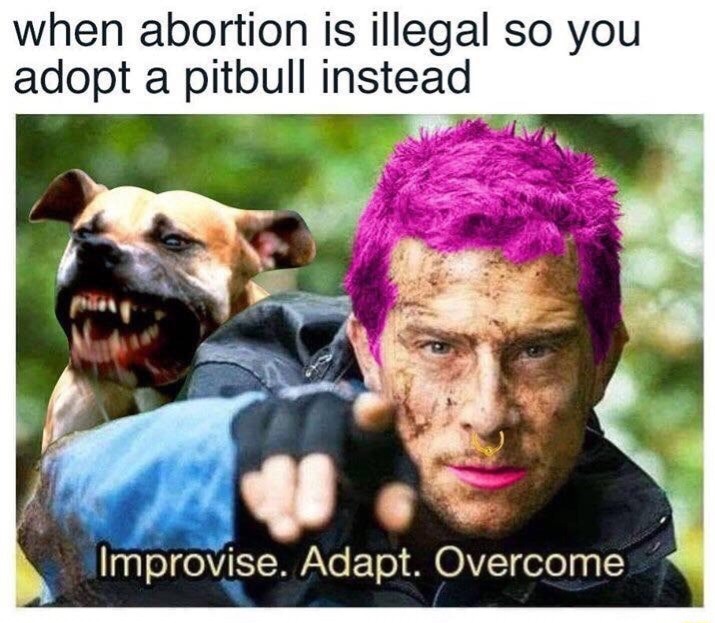 when abortion is illegal so you
adopt a pitbull instead
Improvise. Adapt. Overcome